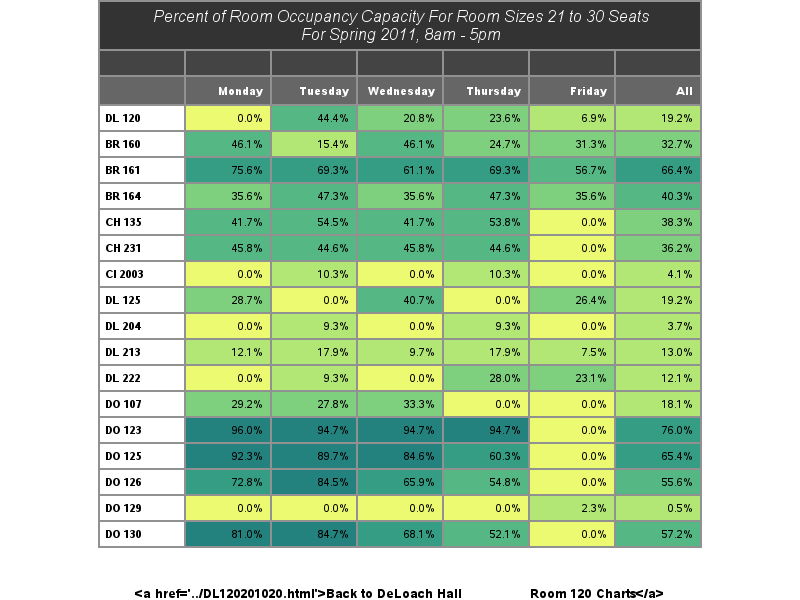 Percent of Room Occupancy Capacity For Room Sizes 21 to 30 Seats
For Spring 2011, 8am - 5pm
Monday Tuesday Wednesday Thursday Friday All
DL 120 0.0% 44.4% 20.8% 23.6% 6.9% 19.2%
BR 160 46.1% 15.4% 46.1% 24.7% 31.3% 32.7%
BR 161 75.6% 69.3% 61.1% 69.3% 56.7% 66.4%
BR 164 35.6% 47.3% 35.6% 47.3% 35.6% 40.3%
CH 135 41.7% 54.5% 41.7% 53.8% 0.0% 38.3%
CH 231 45.8% 44.6% 45.8% 44.6% 0.0% 36.2%
CI 2003 0.0% 10.3% 0.0% 10.3% 0.0% 4.1%
DL 125 28.7% 0.0% 40.7% 0.0% 26.4% 19.2%
DL 204 0.0% 9.3% 0.0% 9.3% 0.0% 3.7%
DL 213 12.1% 17.9% 9.7% 17.9% 7.5% 13.0%
DL 222 0.0% 9.3% 0.0% 28.0% 23.1% 12.1%
DO 107 29.2% 27.8% 33.3% 0.0% 0.0% 18.1%
DO 123 96.0% 94.7% 94.7% 94.7% 0.0% 76.0%
DO 125 92.3% 89.7% 84.6% 60.3% 0.0% 65.4%
DO 126 72.8% 84.5% 65.9% 54.8% 0.0% 55.6%
DO 129 0.0% 0.0% 0.0% 0.0% 2.3% 0.5%
DO 130 81.0% 84.7% 68.1% 52.1% 0.0% 57.2%
<a href='../DL120201020.html'>Back to DeLoach Hall Room 120 Charts</a>